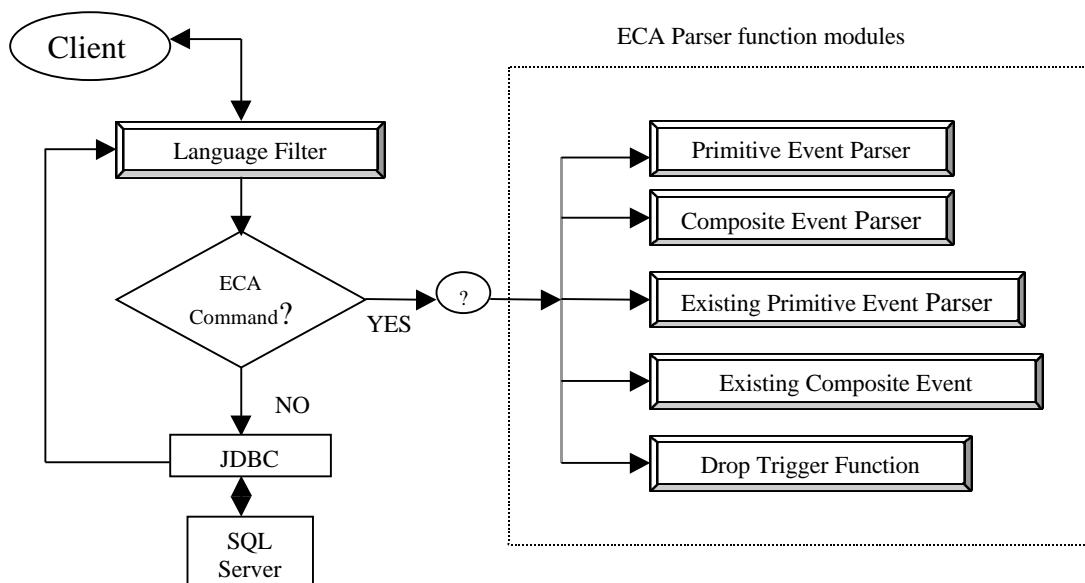 Client
ECA Parser function modules
Language Filter
Primitive Event Parser
Composite Event Parser
ECA
Command?
YES
?
Existing Primitive Event Parser
Existing Composite Event
NO
JDBC
Drop Trigger Function
SQL
Server